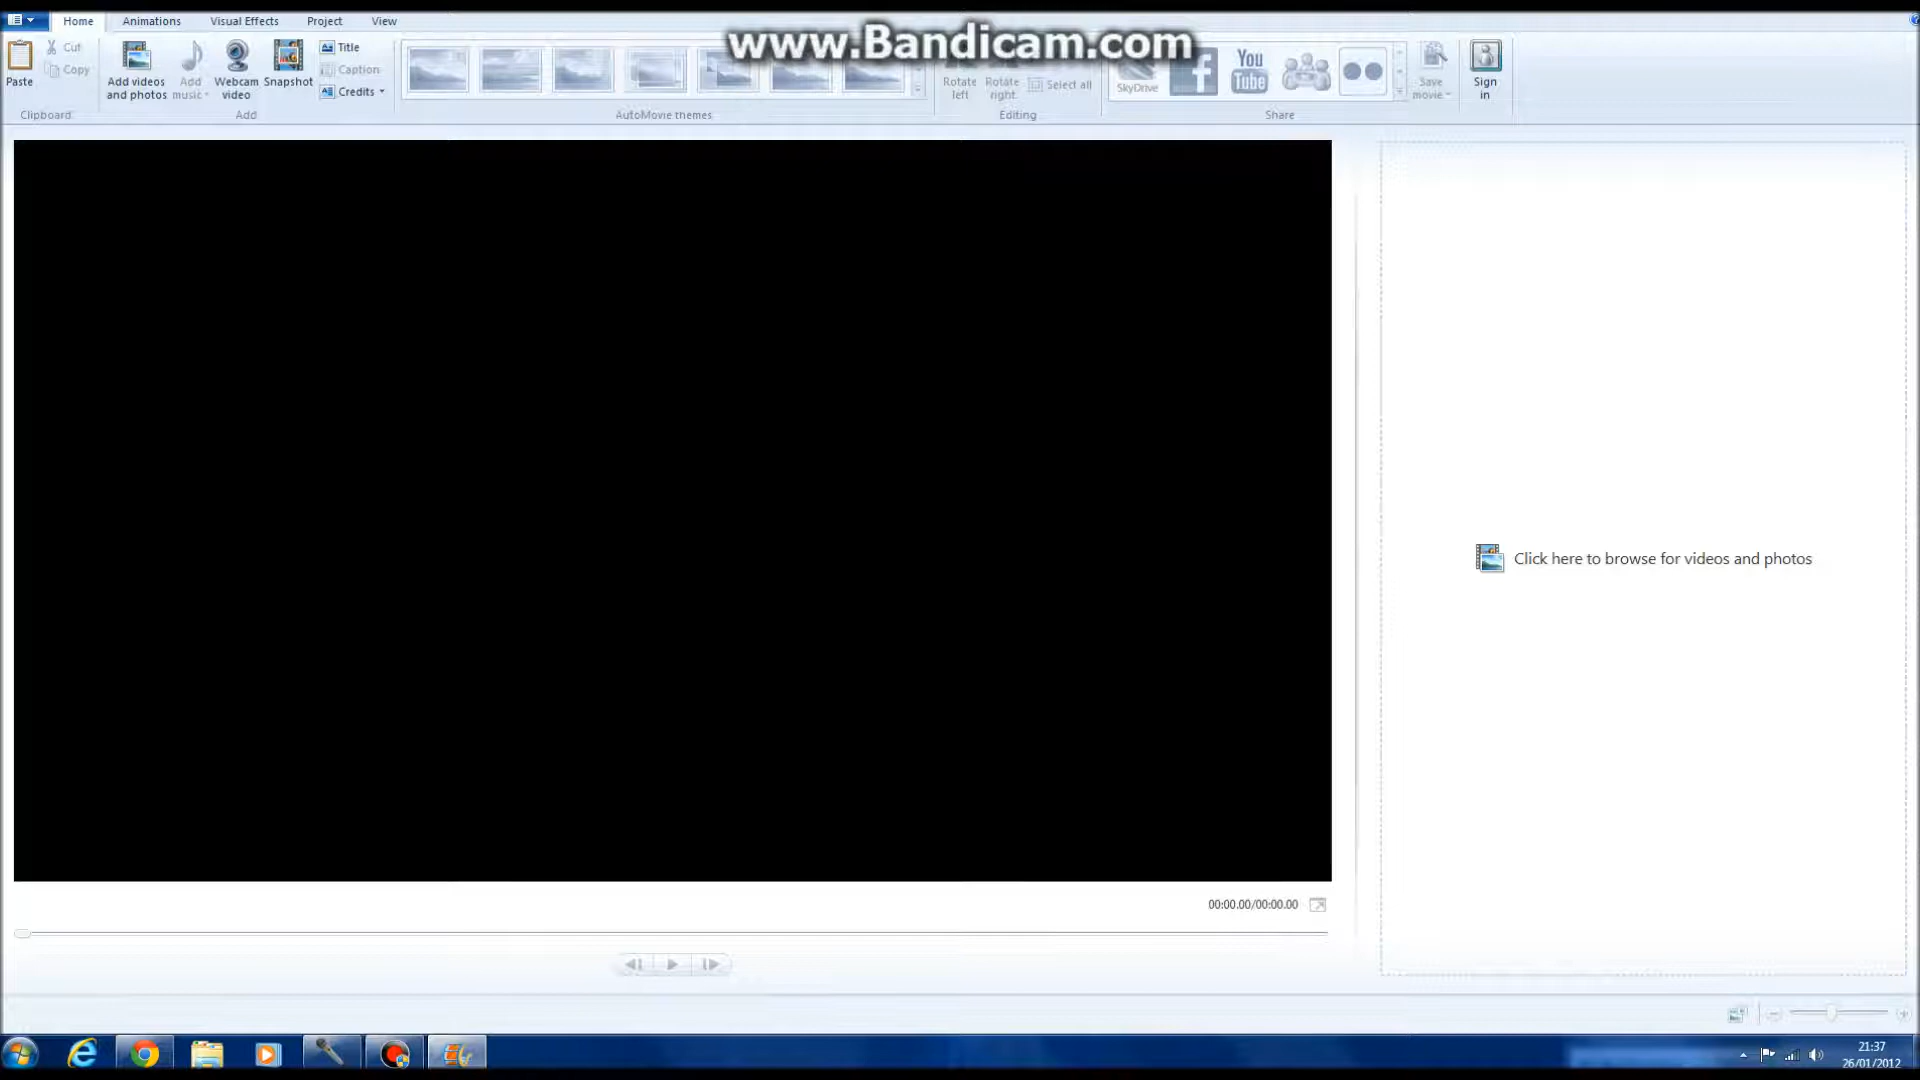 Home Animations Visual Effects Project View
www.Bandicam.com
Paste
Cut
Copy
Clipboard
Add videos
and photos
Add
music
Webcam
video
Snapshot
Title
Caption
Credits
Add
AutoMovie themes
Rotate
left
Rotate
right
Select all
Editing
SkyDrive
f
You
Tube
Share
Save
movie
Sign
in
Click here to browse for videos and photos
00:00.00/00:00.00
21:37
26/01/2012